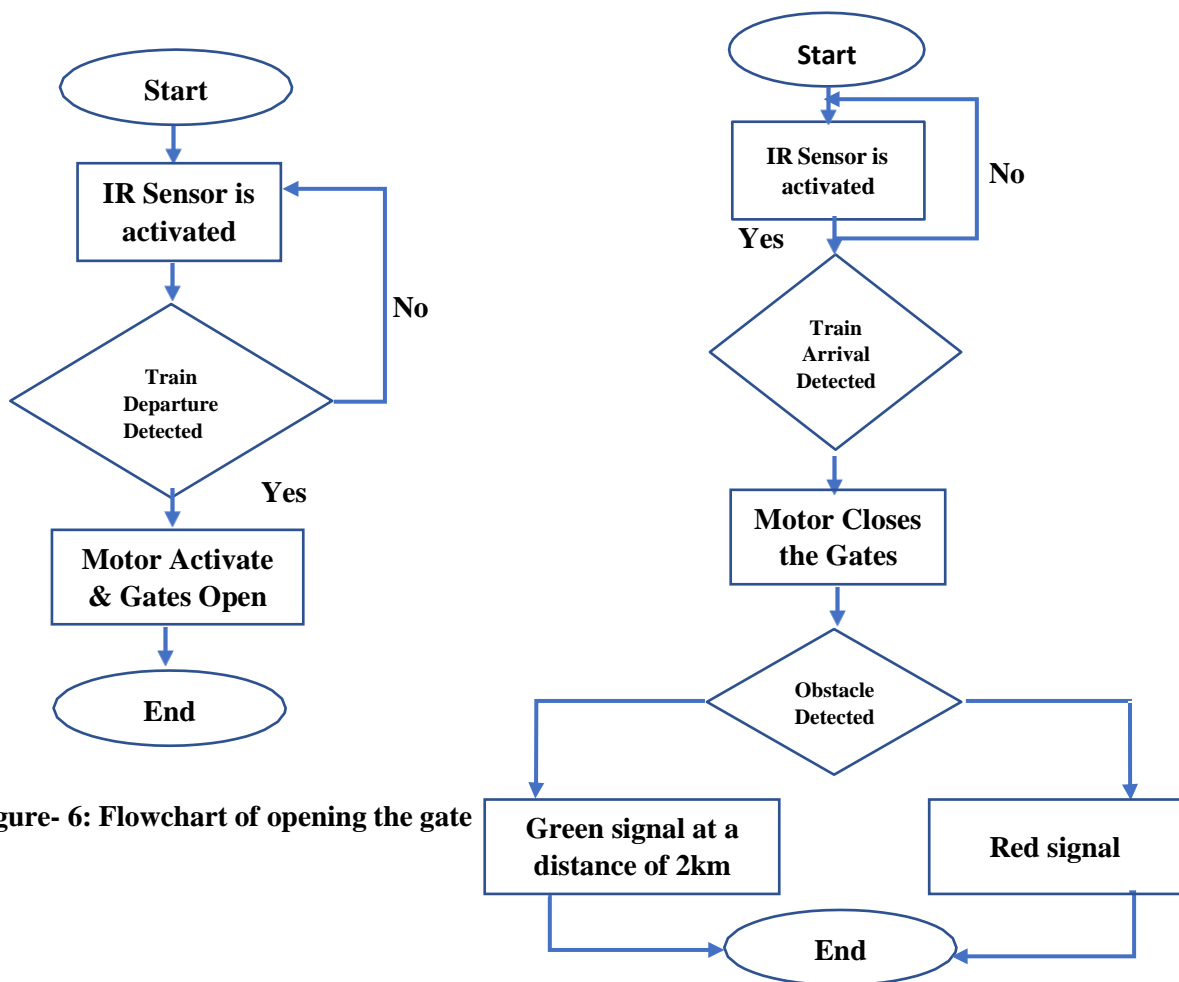 Start
IR Sensor is
activated
No
Train
Departure
Detected
Yes
Motor Activate
& Gates Open
End
gure- 6: Flowchart of opening the gate
Start
IR Sensor is
activated
No
Yes
Train
Arrival
Detected
Motor Closes
the Gates
Obstacle
Detected
Green signal at a
distance of 2km
Red signal
End